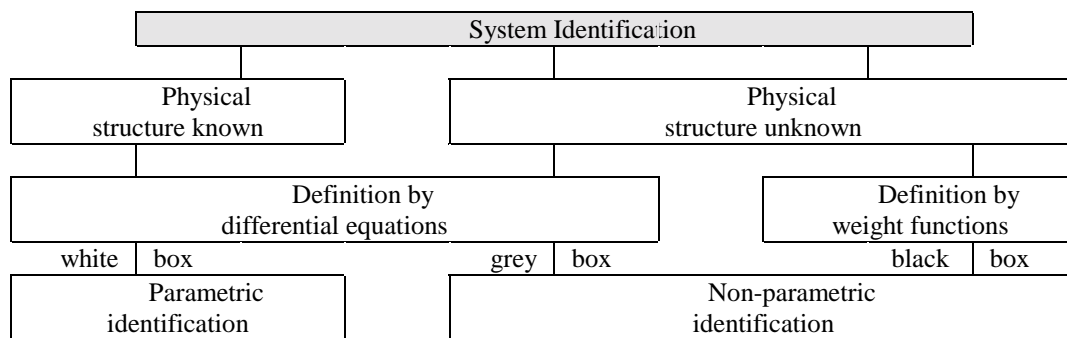 System Identification
Physical
structure known
Physical
structure unknown
Definition by
differential equations
Definition by
weight functions
white box
grey box
black box
Parametric
identification
Non-parametric
identification